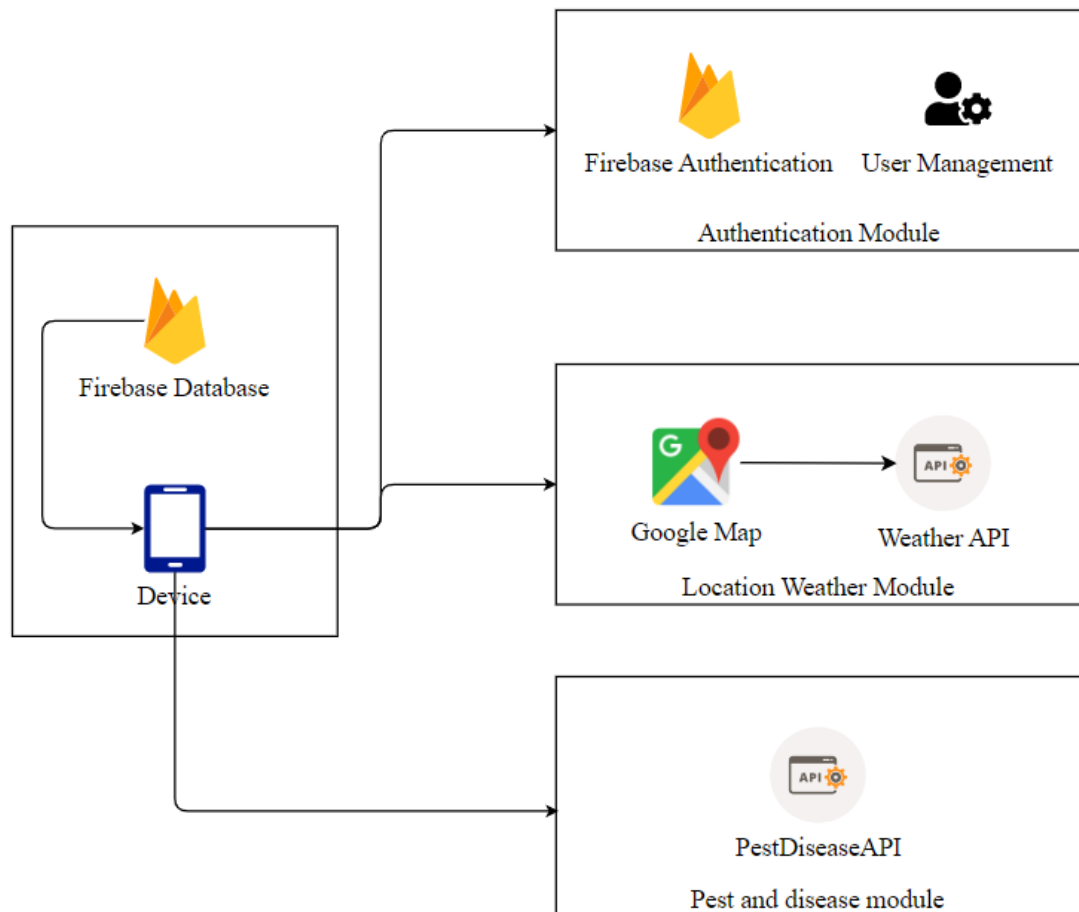 Firebase Authentication
User Management
Authentication Module
Firebase Database
Device
G
Google Map
API
Weather API
Location Weather Module
API
PestDiseaseAPI
Pest and disease module